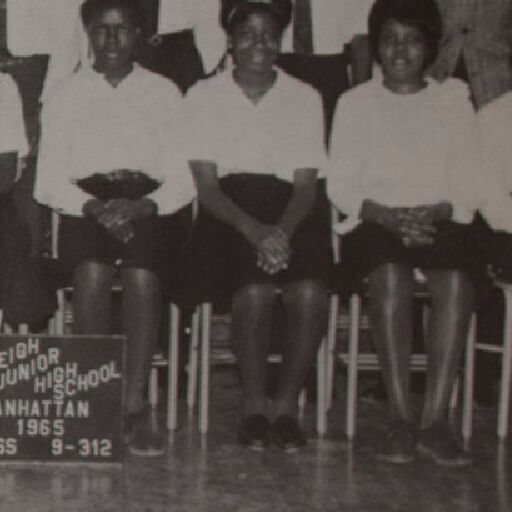 EIGH
JUNIOR
HIGH
SCHOOL
ANHATTAN
1965
SS 9-312